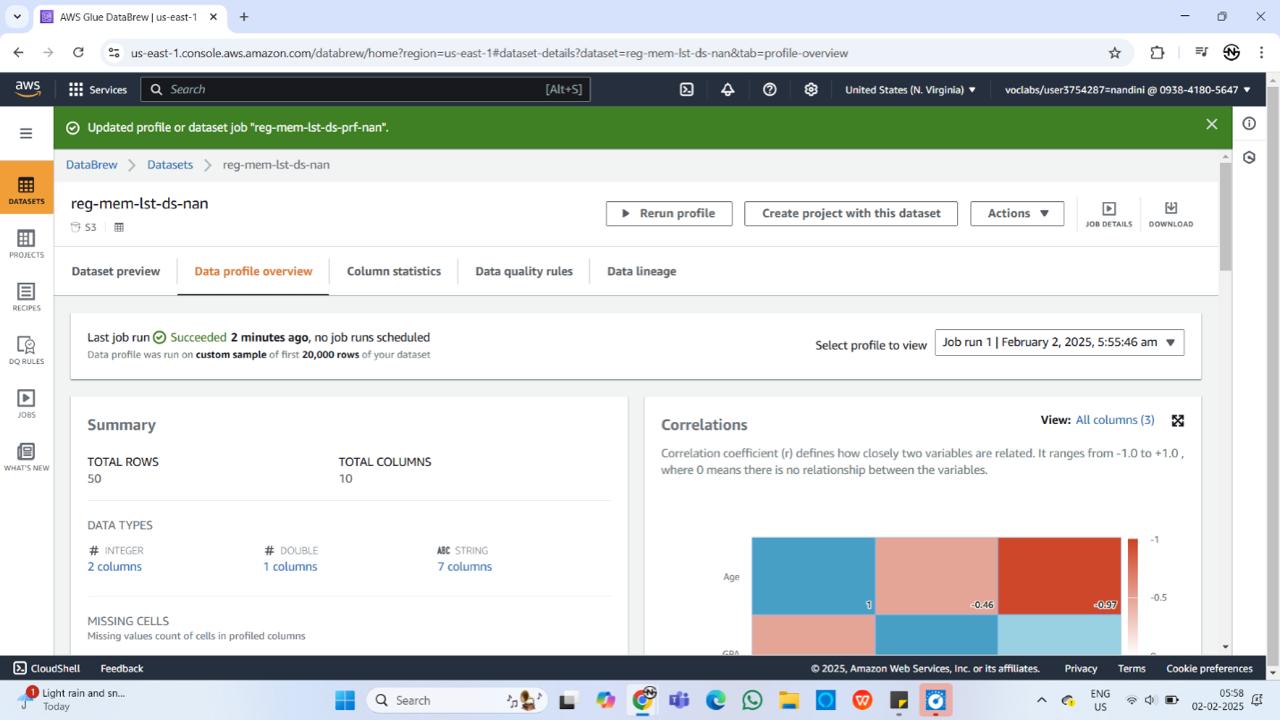 AWS Glue DataBrew | us-east-1
us-east-1.console.aws.amazon.com/databrew/home?region=us-east-1#dataset-details?dataset=reg-mem-lst-ds-nan&tab=profile-overview
aws Services Search [Alt+S] United States (N. Virginia) voclabs/user3754287=nandini @ 0938-4180-5647
Updated profile or dataset job "reg-mem-lst-ds-prf-nan".
DataBrew Datasets reg-mem-lst-ds-nan
DATASETS
PROJECTS
RECIPES
DQ RULES
JOBS
WHAT'S NEW
reg-mem-lst-ds-nan
S3
Rerun profile Create project with this dataset Actions JOB DETAILS DOWNLOAD
Dataset preview Data profile overview Column statistics Data quality rules Data lineage
Last job run Succeeded 2 minutes ago, no job runs scheduled
Data profile was run on custom sample of first 20,000 rows of your dataset
Select profile to view Job run 1 | February 2, 2025, 5:55:46 am
Summary
TOTAL ROWS TOTAL COLUMNS
50 10
DATA TYPES
# INTEGER # DOUBLE ABC STRING
2 columns 1 columns 7 columns
MISSING CELLS
Missing values count of cells in profiled columns
Correlations View: All columns (3)
Correlation coefficient (r) defines how closely two variables are related. It ranges from -1.0 to +1.0 ,
where 0 means there is no relationship between the variables.
-1
Age
-0.5
1 -0.46 -0.97
GPA
CloudShell Feedback © 2025, Amazon Web Services, Inc. or its affiliates. Privacy Terms Cookie preferences
1 Light rain and sn...
Today
Search
ENG
US
05:58
02-02-2025